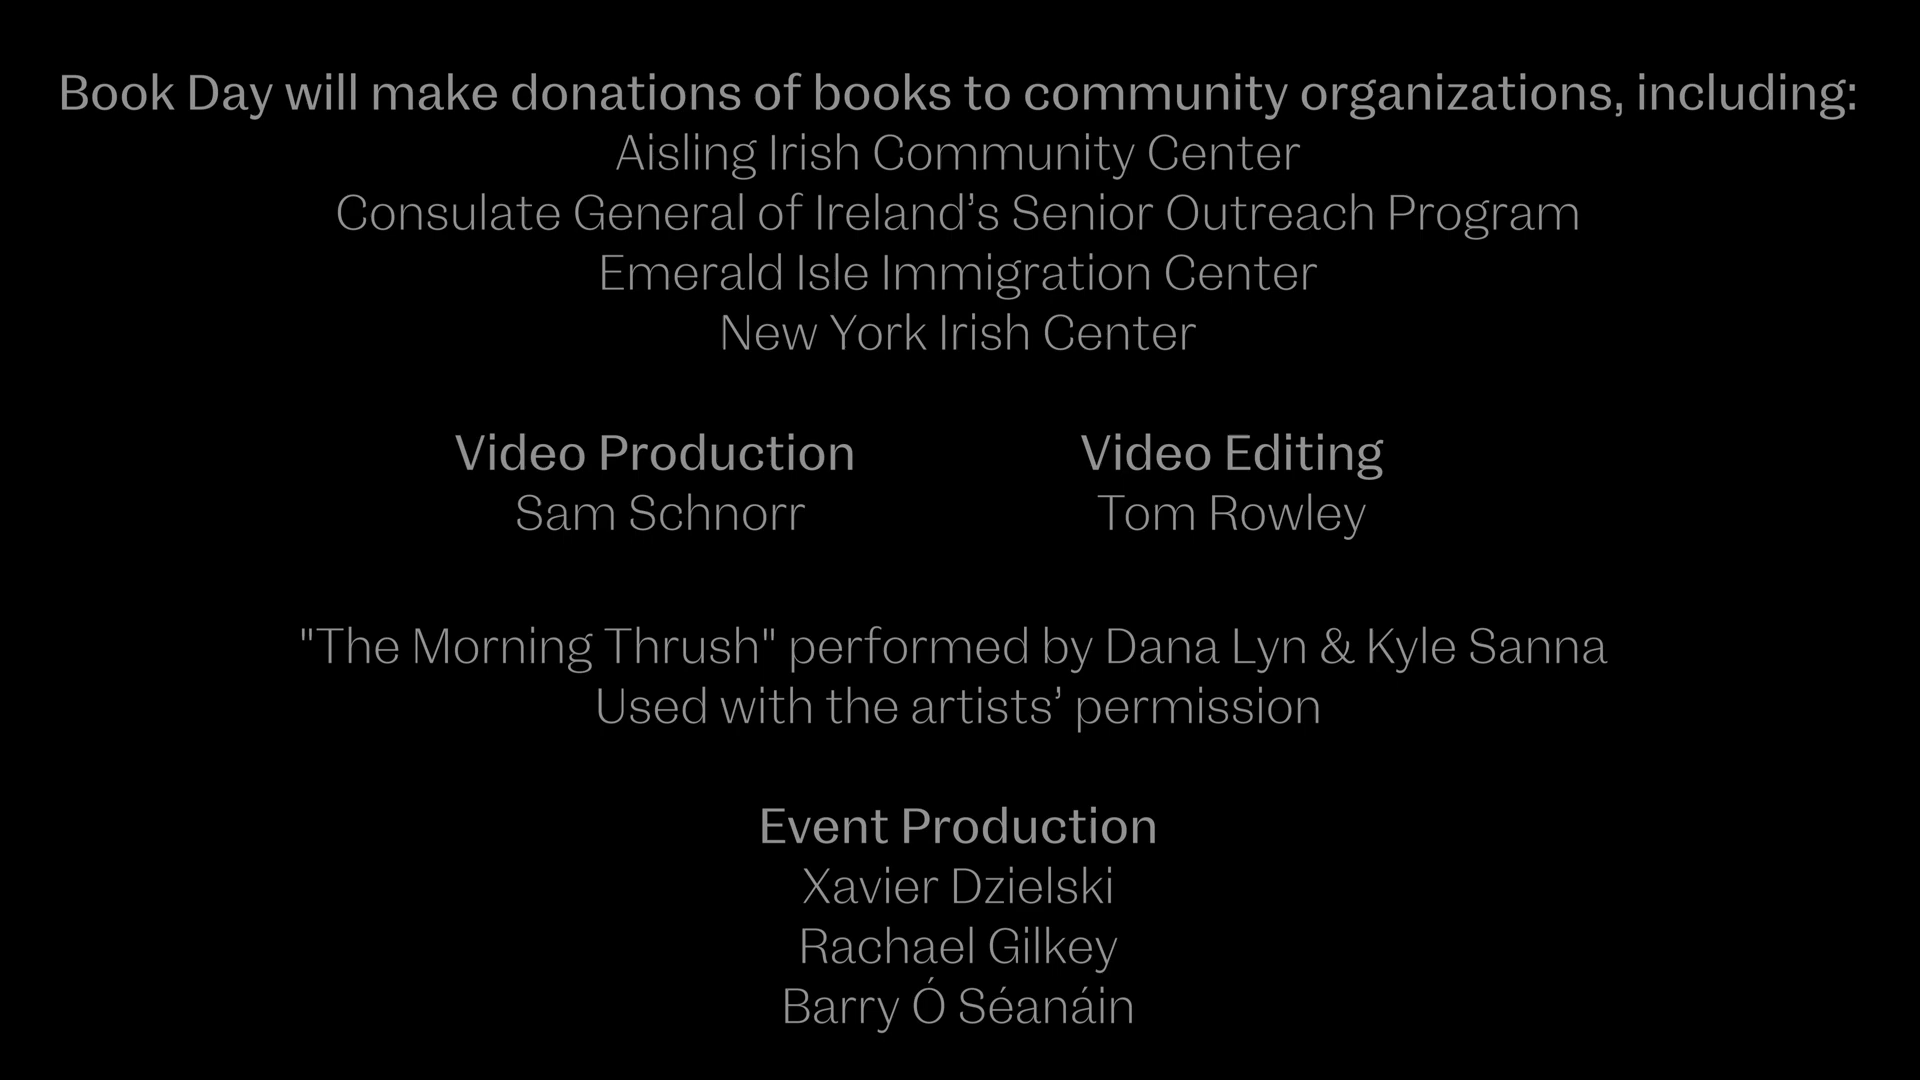 Book Day will make donations of books to community organizations, including:
Aisling Irish Community Center
Consulate General of Ireland’s Senior Outreach Program
Emerald Isle Immigration Center
New York Irish Center
Video Production
Sam Schnorr
Video Editing
Tom Rowley
"The Morning Thrush" performed by Dana Lyn & Kyle Sanna
Used with the artists’ permission
Event Production
Xavier Dzielski
Rachael Gilkey
Barry Ó Séanáin